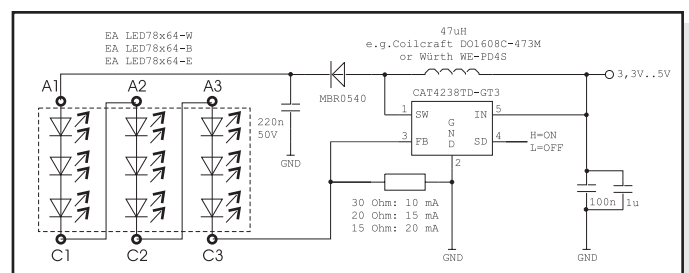 EA LED78x64-W
EA LED78x64-B
EA LED78x64-E
47uH
e.g.Coilcraft DO1608C-473M
or Würth WE-PD4S
A1
A2
A3
MBR0540
3,3V..5V
CAT4238TD-GT3
220n
50V
GND
1
SW
IN
5
3
FB
GND
SD
4
H=ON
L=OFF
2
30 Ohm: 10 mA
20 Ohm: 15 mA
15 Ohm: 20 mA
100n
1u
C1
C2
C3
GND
GND